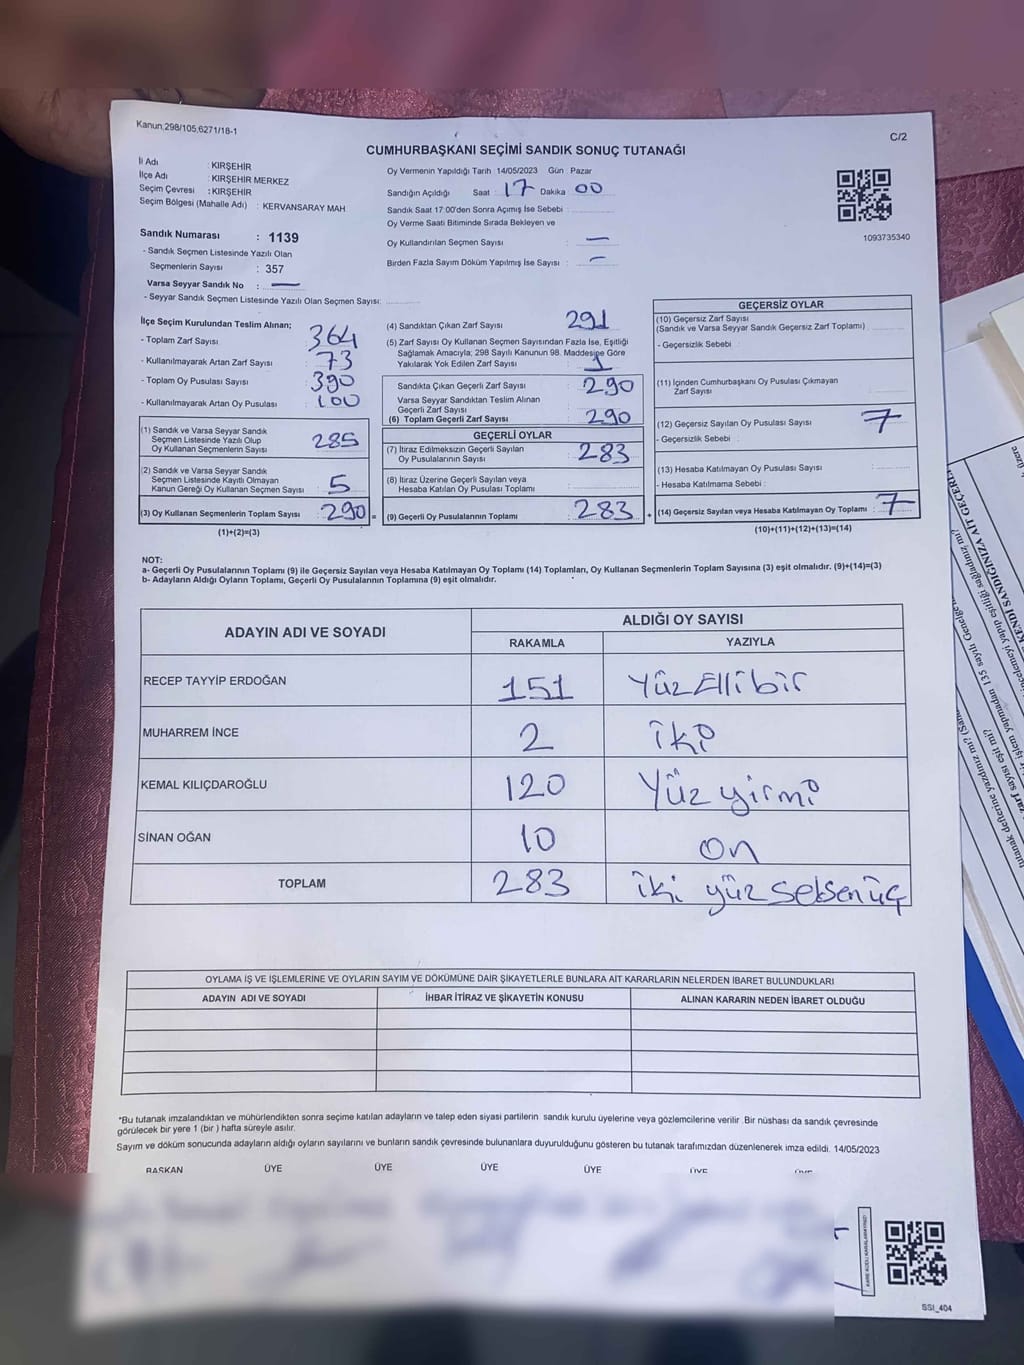 Kanun,298/105,6271/18-1
C/2
CUMHURBAŞKANI SEÇİMİ SANDIK SONUÇ TUTANAĞI
İl Adı : KIRŞEHİR
İlçe Adı : KIRŞEHİR MERKEZ
Seçim Çevresi : KIRŞEHİR
Seçim Bölgesi (Mahalle Adı) : KERVANSARAY MAH
Sandık Numarası : 1139
- Sandık Seçmen Listesinde Yazılı Olan
Seçmenlerin Sayısı : 357
Varsa Seyyar Sandık No : —
- Seyyar Sandık Seçmen Listesinde Yazılı Olan Seçmen Sayısı:
Oy Vermenin Yapıldığı Tarih 14/05/2023 Gün : Pazar
Sandığın Açıldığı Saat : 17 Dakika 00
Sandık Saat 17:00'den Sonra Açımış İse Sebebi :
Oy Verme Saati Bitiminde Sırada Bekleyen ve
Oy Kullandırılan Seçmen Sayısı : —
Birden Fazla Sayım Döküm Yapılmış İse Sayısı : —
1093735340
İlçe Seçim Kurulundan Teslim Alınan;
- Toplam Zarf Sayısı : 364
- Kullanılmayarak Artan Zarf Sayısı : 73
- Toplam Oy Pusulası Sayısı : 390
- Kullanılmayarak Artan Oy Pusulası : 100
(1) Sandık ve Varsa Seyyar Sandık
Seçmen Listesinde Yazılı Olup
Oy Kullanan Seçmenlerin Sayısı : 285
(2) Sandık ve Varsa Seyyar Sandık
Seçmen Listesinde Kayıtlı Olmayan
Kanun Gereği Oy Kullanan Seçmen Sayısı : 5
(3) Oy Kullanan Seçmenlerin Toplam Sayısı : 290 =
(1)+(2)=(3)
(4) Sandıktan Çıkan Zarf Sayısı : 291
(5) Zarf Sayısı Oy Kullanan Seçmen Sayısından Fazla İse, Eşitliği
Sağlamak Amacıyla; 298 Sayılı Kanunun 98. Maddesine Göre
Yakılarak Yok Edilen Zarf Sayısı : 1
Sandıkta Çıkan Geçerli Zarf Sayısı : 290
Varsa Seyyar Sandıktan Teslim Alınan
Geçerli Zarf Sayısı
(6) Toplam Geçerli Zarf Sayısı : 290
GEÇERLİ OYLAR
(7) İtiraz Edilmeksizin Geçerli Sayılan
Oy Pusulalarının Sayısı : 283
(8) İtiraz Üzerine Geçerli Sayılan veya
Hesaba Katılan Oy Pusulası Toplamı :
(9) Geçerli Oy Pusulalarının Toplamı : 283 +
GEÇERSİZ OYLAR
(10) Geçersiz Zarf Sayısı
(Sandık ve Varsa Seyyar Sandık Geçersiz Zarf Toplamı) :
- Geçersizlik Sebebi :
(11) İçinden Cumhurbaşkanı Oy Pusulası Çıkmayan
Zarf Sayısı :
(12) Geçersiz Sayılan Oy Pusulası Sayısı : 7
- Geçersizlik Sebebi :
(13) Hesaba Katılmayan Oy Pusulası Sayısı :
- Hesaba Katılmama Sebebi :
(14) Geçersiz Sayılan veya Hesaba Katılmayan Oy Toplamı : 7
(10)+(11)+(12)+(13)=(14)
NOT:
a- Geçerli Oy Pusulalarının Toplamı (9) ile Geçersiz Sayılan veya Hesaba Katılmayan Oy Toplamı (14) Toplamları, Oy Kullanan Seçmenlerin Toplam Sayısına (3) eşit olmalıdır. (9)+(14)=(3)
b- Adayların Aldığı Oyların Toplamı, Geçerli Oy Pusulalarının Toplamına (9) eşit olmalıdır.
ADAYIN ADI VE SOYADI
ALDIĞI OY SAYISI
RAKAMLA YAZIYLA
RECEP TAYYİP ERDOĞAN 151 Yüz Elli bir
MUHARREM İNCE 2 iki
KEMAL KILIÇDAROĞLU 120 Yüz yirmi
SİNAN OĞAN 10 on
TOPLAM 283 iki yüz seksen üç
OYLAMA İŞ VE İŞLEMLERİNE VE OYLARIN SAYIM VE DÖKÜMÜNE DAİR ŞİKAYETLERLE BUNLARA AİT KARARLARIN NELERDEN İBARET BULUNDUKLARI
ADAYIN ADI VE SOYADI İHBAR İTİRAZ VE ŞİKAYETİN KONUSU ALINAN KARARIN NEDEN İBARET OLDUĞU
*Bu tutanak imzalandıktan ve mühürlendikten sonra seçime katılan adayların ve talep eden siyasi partilerin sandık kurulu üyelerine veya gözlemcilerine verilir. Bir nüshası da sandık çevresinde
görülecek bir yere 1 (bir ) hafta süreyle asılır.
Sayım ve döküm sonucunda adayların aldığı oyların sayılarını ve bunların sandık çevresinde bulunanlara duyurulduğunu gösteren bu tutanak tarafımızdan düzenlenerek imza edildi. 14/05/2023
BAŞKAN ÜYE ÜYE ÜYE ÜYE ÜYE ÜYE
SSI_404